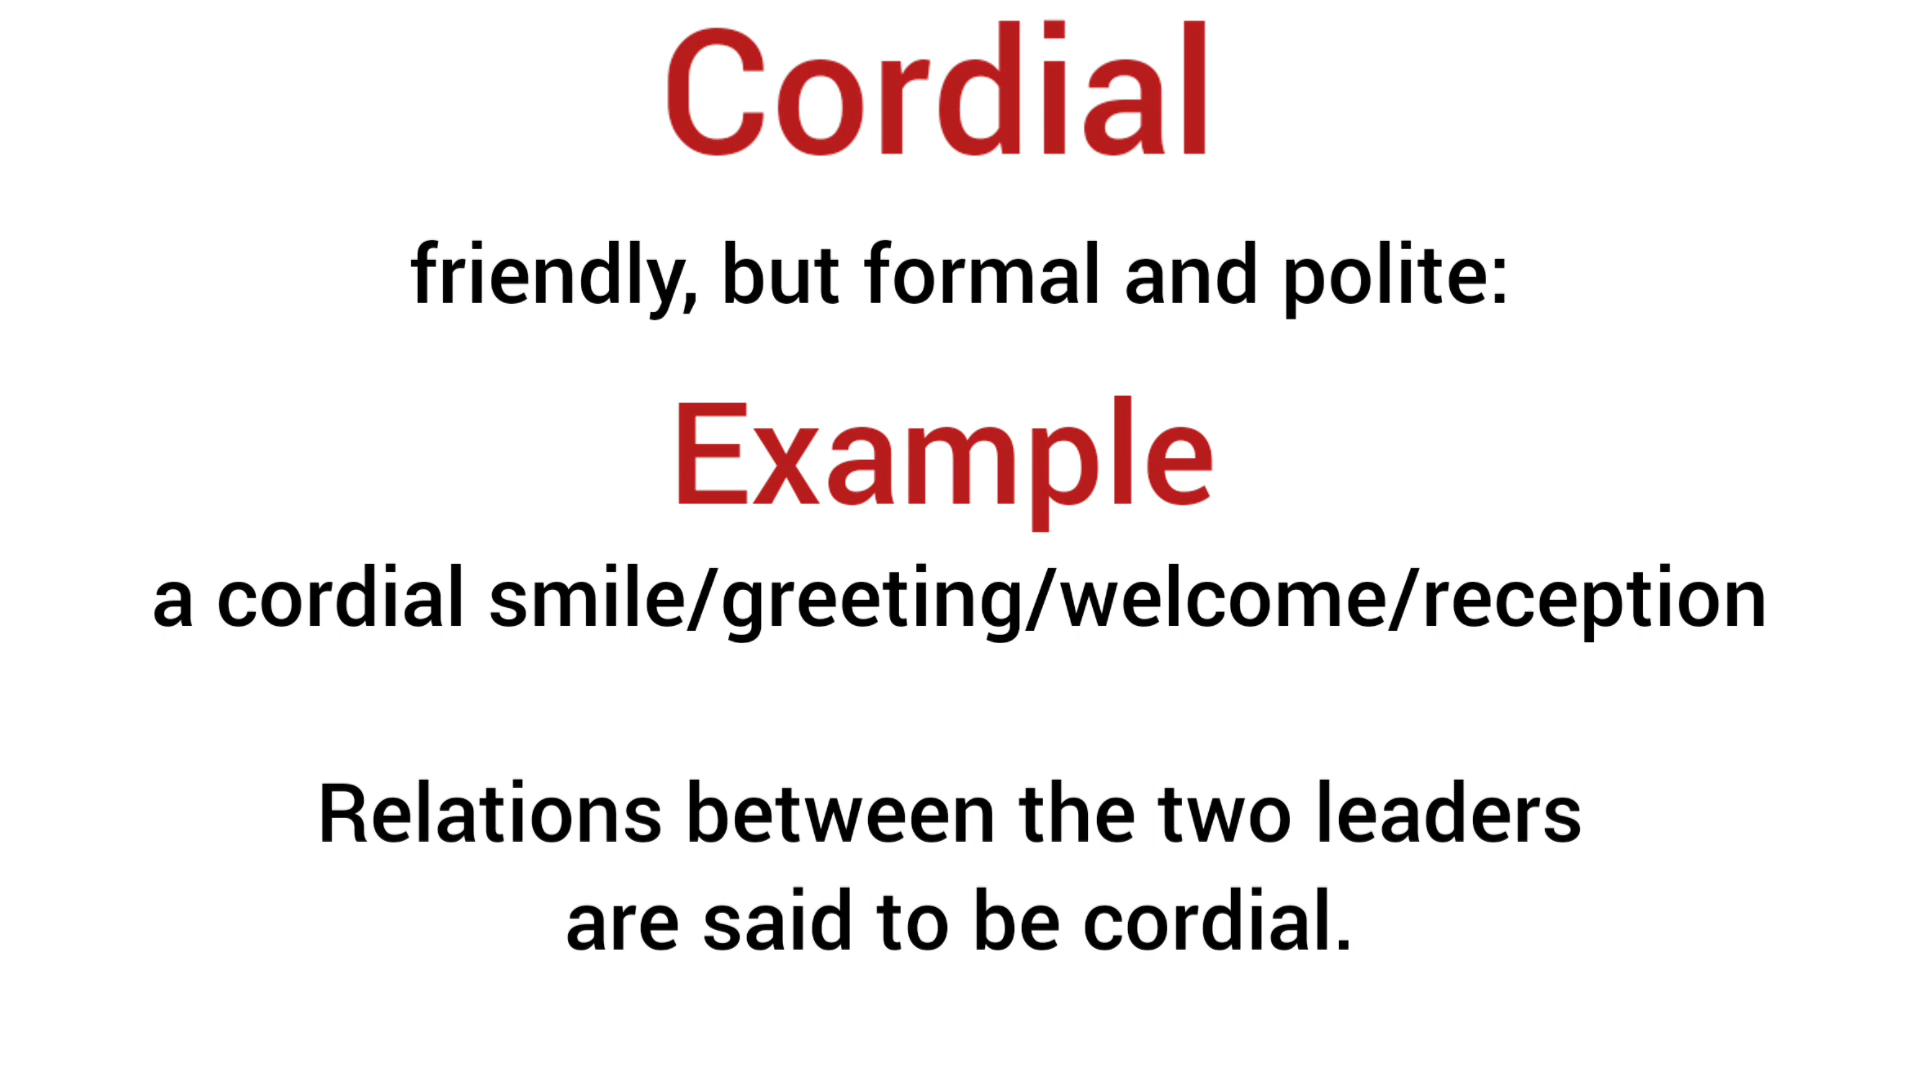 Cordial
friendly, but formal and polite:
Example
a cordial smile/greeting/welcome/reception
Relations between the two leaders
are said to be cordial.